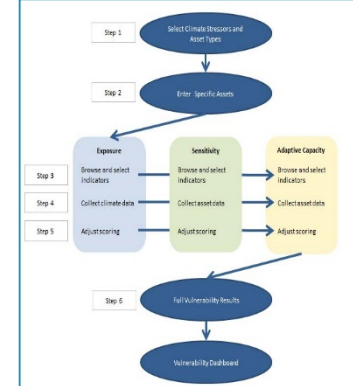 Step 1
Select Climate Stressors and
Asset Types
Step 2
Enter Specific Assets
Exposure
Sensitivity
Adaptive Capacity
Step 3
Browse and select
indicators
Browse and select
indicators
Browse and select
indicators
Step 4
Collect climate data
Collect asset data
Collect asset data
Step 5
Adjust scoring
Adjust scoring
Adjust scoring
Step 6
Full Vulnerability Results
Vulnerability Dashboard